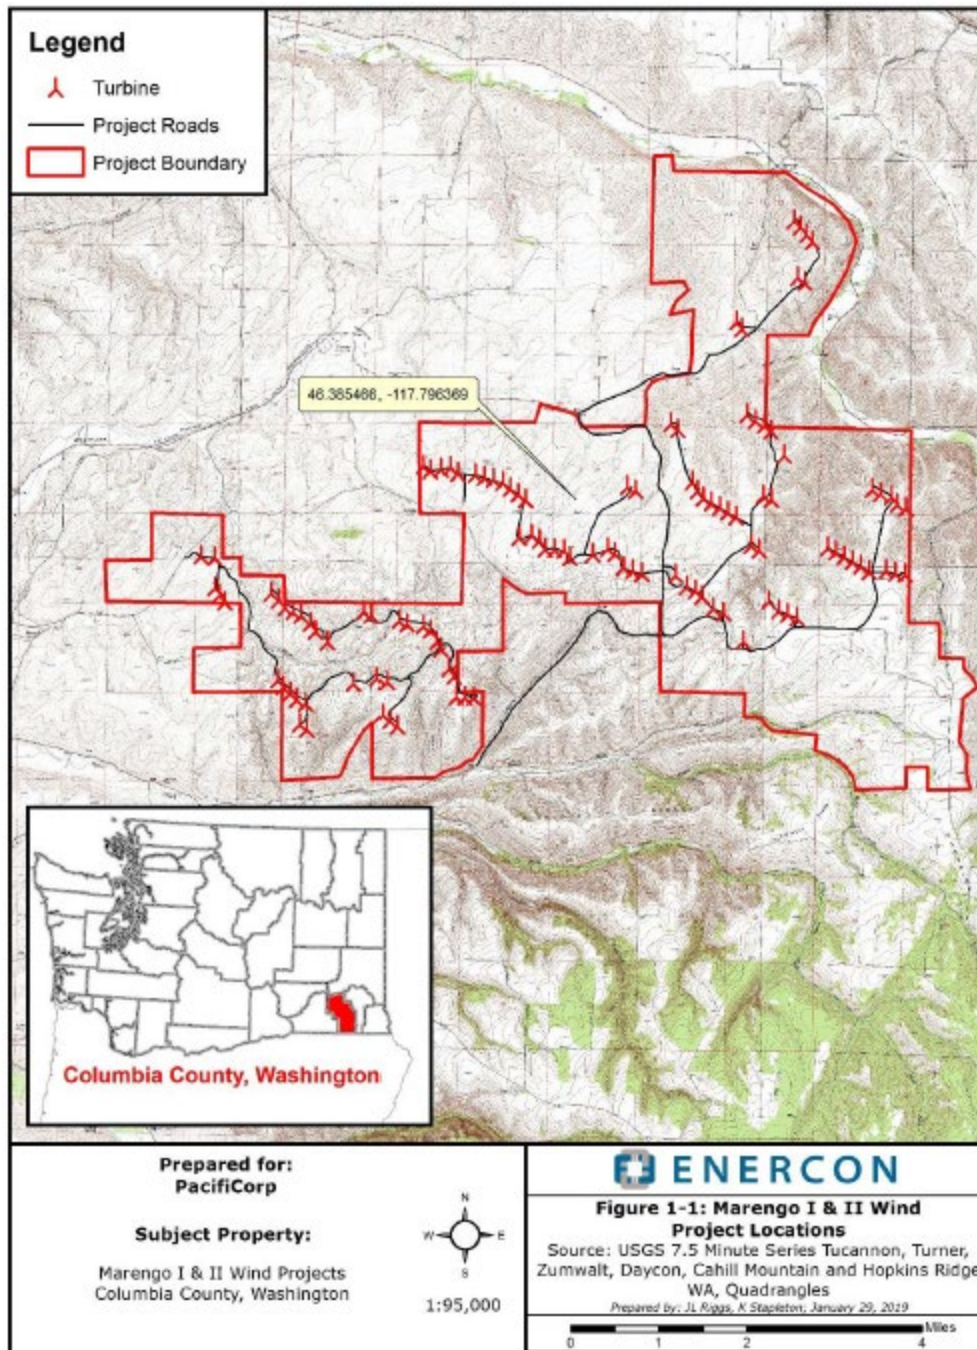 Legend
Turbine
Project Roads
Project Boundary
46.385466, -117.796369
Columbia County, Washington
Prepared for:
PacifiCorp
Subject Property:
Marengo I & II Wind Projects
Columbia County, Washington
N
W E
S
1:95,000
ENERCON
Figure 1-1: Marengo I & II Wind
Project Locations
Source: USGS 7.5 Minute Series Tucannon, Turner,
Zumwalt, Daycon, Cahill Mountain and Hopkins Ridge
WA, Quadrangles
Prepared by: JL Riggs, K Stapleton; January 29, 2019
Miles
0 1 2 4